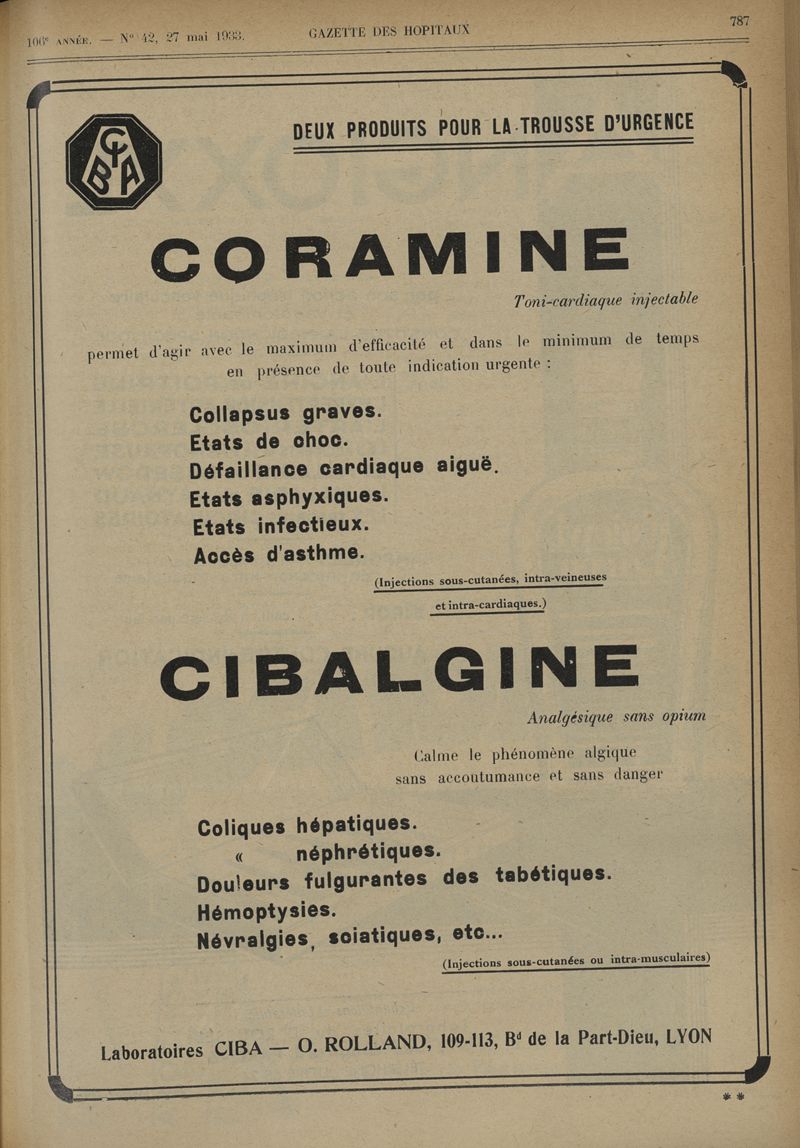 106e ANNÉE. — N° 42, 27 mai 1933. GAZETTE DES HOPITAUX 787
CIBA
DEUX PRODUITS POUR LA TROUSSE D'URGENCE
CORAMINE
Toni-cardiaque injectable
permet d'agir avec le maximum d'efficacité et dans le minimum de temps
en présence de toute indication urgente :
Collapsus graves.
Etats de choc.
Défaillance cardiaque aiguë.
Etats asphyxiques.
Etats infectieux.
Accès d'asthme.
(Injections sous-cutanées, intra-veineuses
et intra-cardiaques.)
CIBALGINE
Analgésique sans opium
Calme le phénomène algique
sans accoutumance et sans danger
Coliques hépatiques.
« néphrétiques.
Douleurs fulgurantes des tabétiques.
Hémoptysies.
Névralgies, sciatiques, etc...
(Injections sous-cutanées ou intra-musculaires)
Laboratoires CIBA — O. ROLLAND, 109-113, Bd de la Part-Dieu, LYON
* *